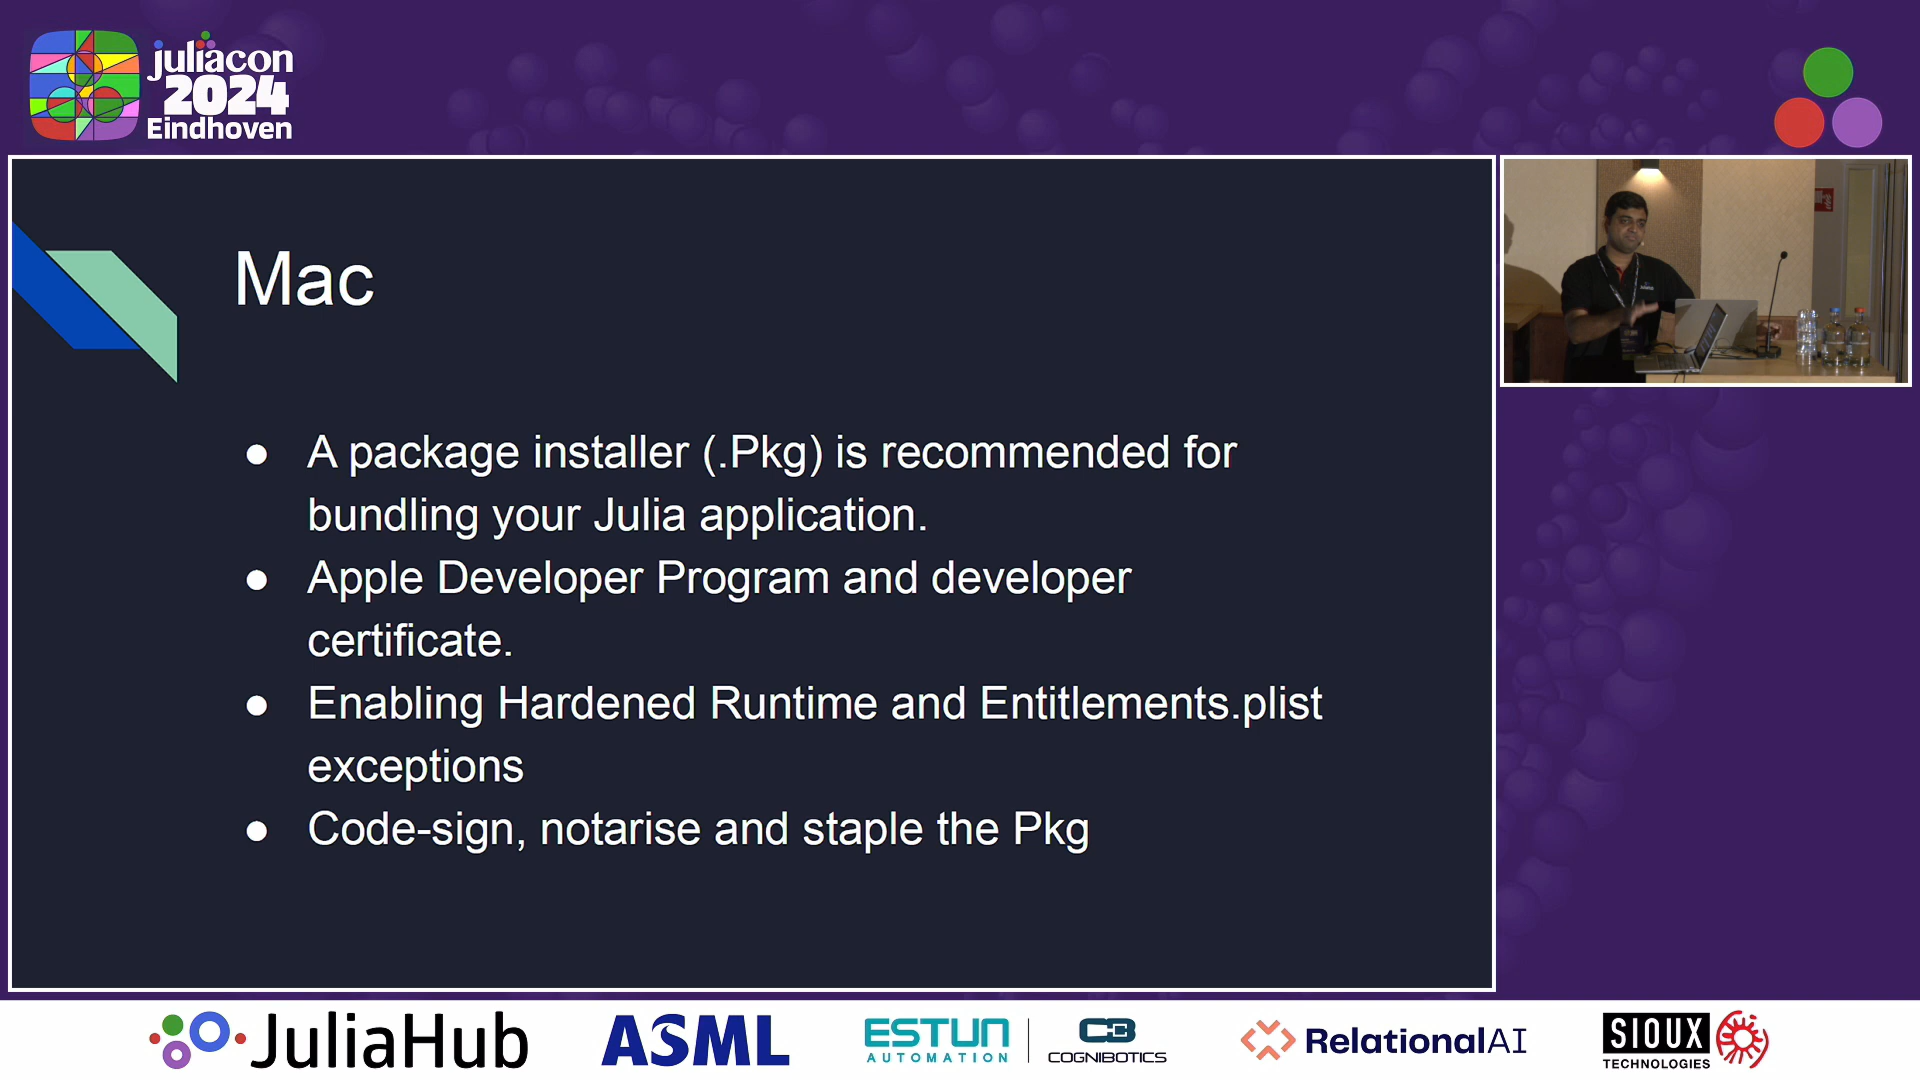 juliacon
2024
Eindhoven
Mac
● A package installer (.Pkg) is recommended for
bundling your Julia application.
● Apple Developer Program and developer
certificate.
● Enabling Hardened Runtime and Entitlements.plist
exceptions
● Code-sign, notarise and staple the Pkg
JuliaHub
ASML
ESTUN
AUTOMATION
COGNIBOTICS
RelationalAI
SIOUX
TECHNOLOGIES